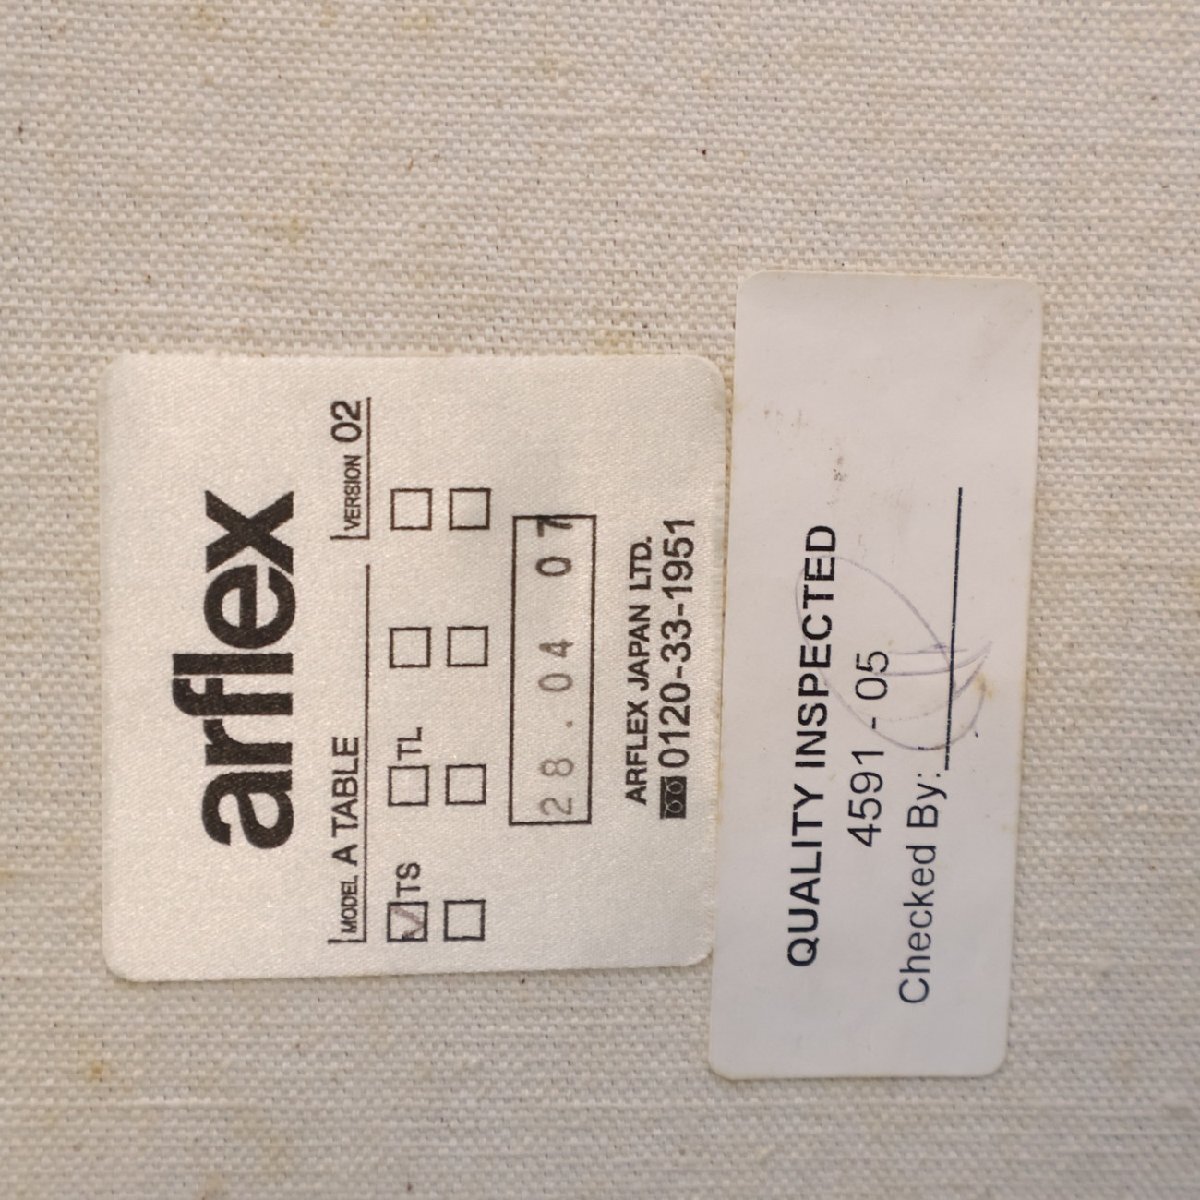 arflex
MODEL A TABLE VERSION 02
TS TL
28.04 07
ARFLEX JAPAN LTD.
0120-33-1951
QUALITY INSPECTED
4591 - 05
Checked By: